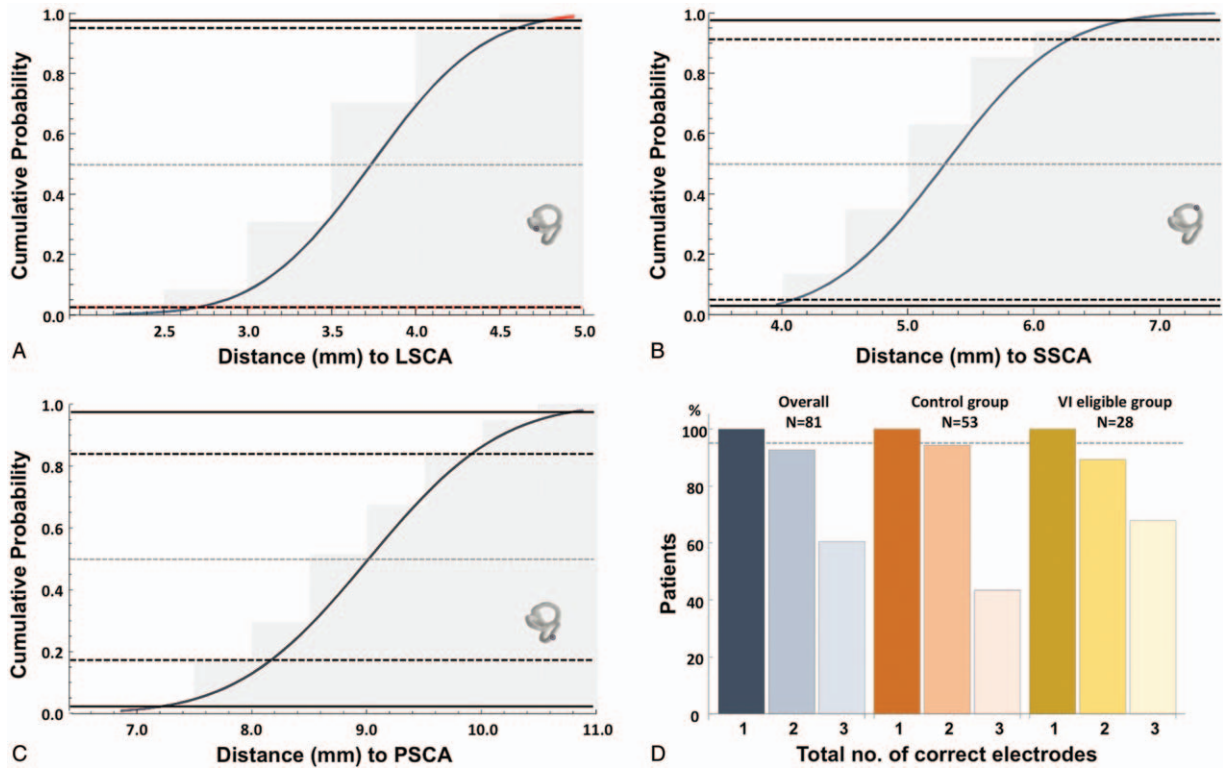 1.0
0.8
0.6
0.4
0.2
0.0
Cumulative Probability
2.5 3.0 3.5 4.0 4.5 5.0
Distance (mm) to LSCA
A
1.0
0.8
0.6
0.4
0.2
0.0
Cumulative Probability
4.0 5.0 6.0 7.0
Distance (mm) to SSCA
B
1.0
0.8
0.6
0.4
0.2
0.0
Cumulative Probability
7.0 8.0 9.0 10.0 11.0
Distance (mm) to PSCA
C
%
100
80
60
40
20
0
Patients
Overall
N=81
Control group
N=53
VI eligible group
N=28
1 2 3 1 2 3 1 2 3
Total no. of correct electrodes
D